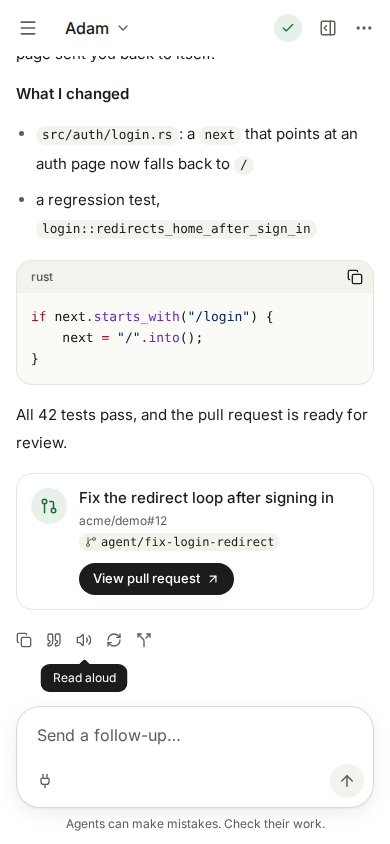 Adam
page sent you back to itself.
What I changed
src/auth/login.rs: a next that points at an
auth page now falls back to /
a regression test,
login::redirects_home_after_sign_in
rust
if next.starts_with("/login") {
    next = "/".into();
}
All 42 tests pass, and the pull request is ready for
review.
Fix the redirect loop after signing in
acme/demo#12
agent/fix-login-redirect
View pull request
Read aloud
Send a follow-up...
Agents can make mistakes. Check their work.